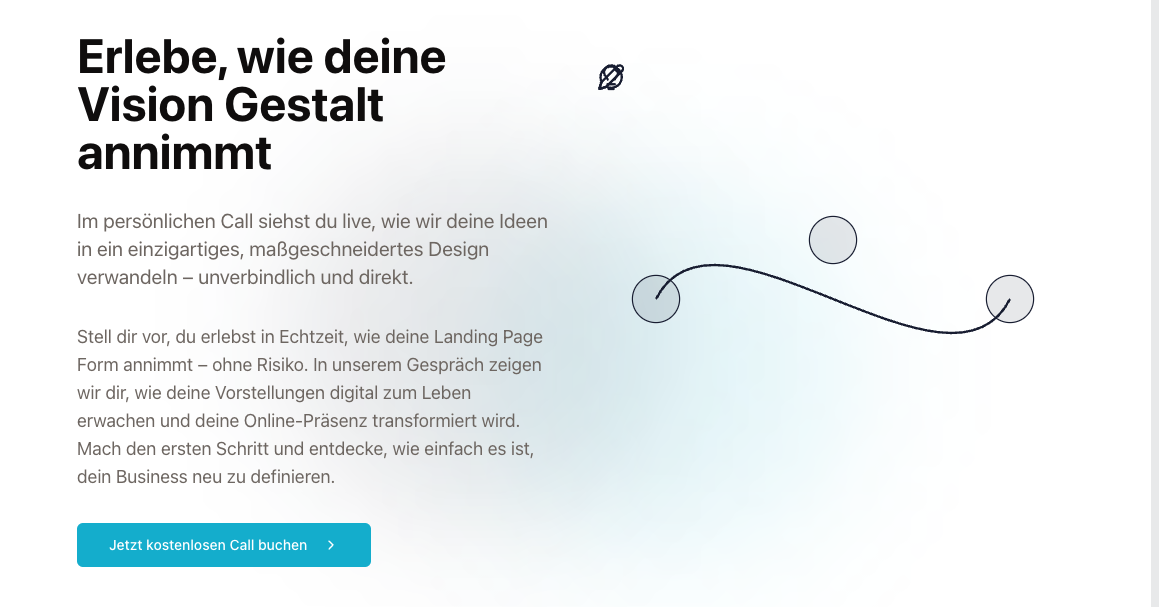 Erlebe, wie deine
Vision Gestalt
annimmt
Im persönlichen Call siehst du live, wie wir deine Ideen
in ein einzigartiges, maßgeschneidertes Design
verwandeln – unverbindlich und direkt.
Stell dir vor, du erlebst in Echtzeit, wie deine Landing Page
Form annimmt – ohne Risiko. In unserem Gespräch zeigen
wir dir, wie deine Vorstellungen digital zum Leben
erwachen und deine Online-Präsenz transformiert wird.
Mach den ersten Schritt und entdecke, wie einfach es ist,
dein Business neu zu definieren.
Jetzt kostenlosen Call buchen